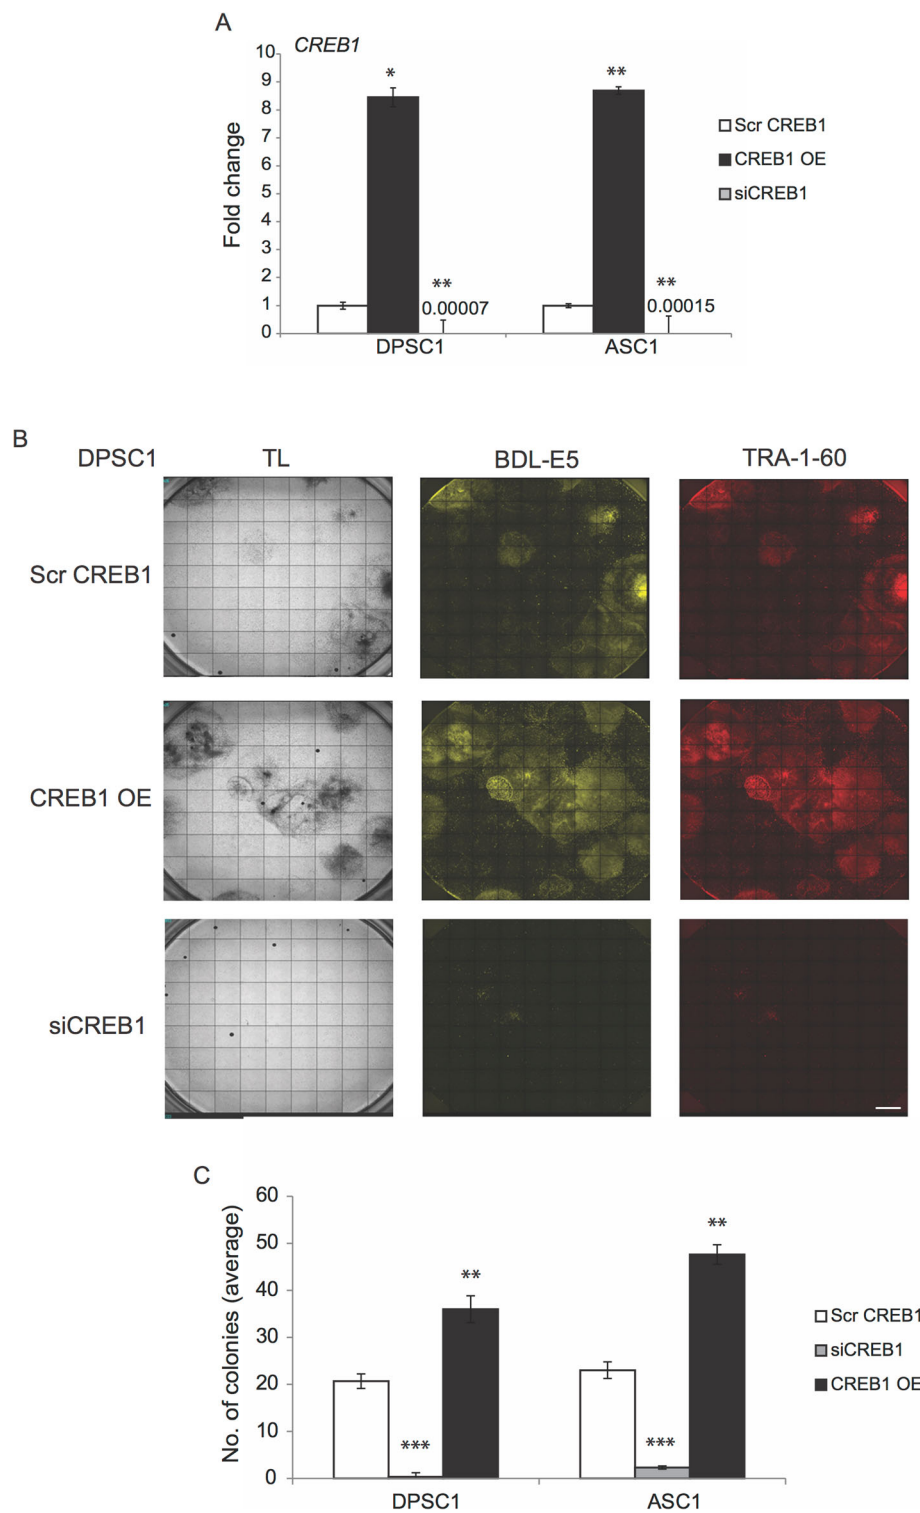 A
CREB1
10
9
8
7
6
5
4
3
2
1
0
Fold change
*
**
**
0.00007
**
0.00015
DPSC1
ASC1
Scr CREB1
CREB1 OE
siCREB1
B
DPSC1
TL
BDL-E5
TRA-1-60
Scr CREB1
CREB1 OE
siCREB1
C
60
50
40
30
20
10
0
No. of colonies (average)
***
**
***
**
DPSC1
ASC1
Scr CREB1
siCREB1
CREB1 OE